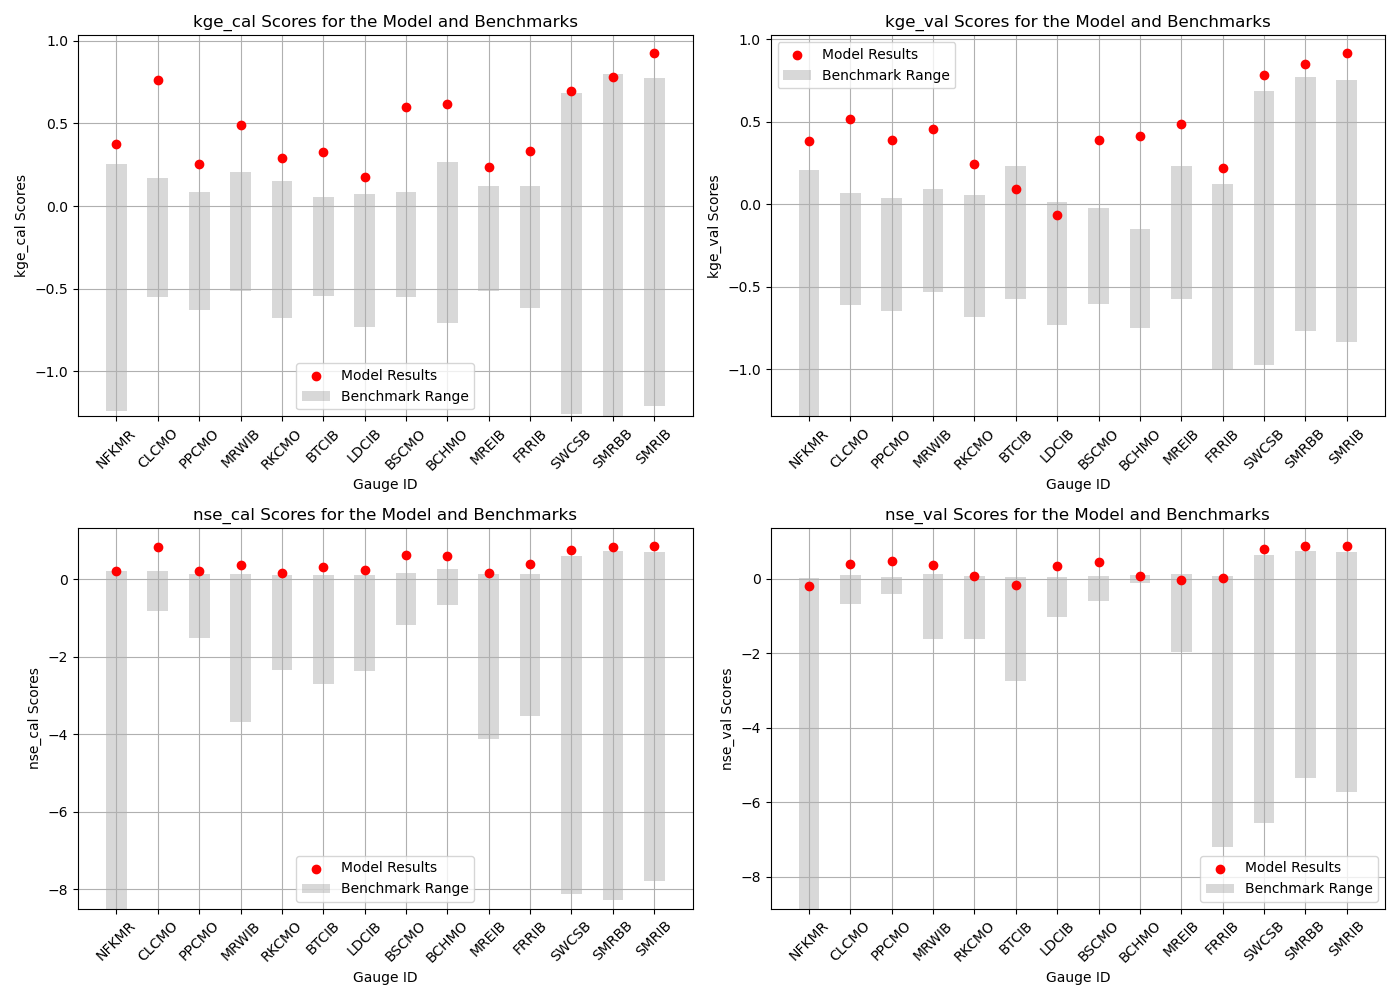 kge_cal Scores for the Model and Benchmarks
kge_cal Scores
1.0
0.5
0.0
−0.5
−1.0
Model Results
Benchmark Range
NFKMR CLCMO PPCMO MRWIB RKCMO BTCIB LDCIB BSCMO BCHMO MREIB FRRIB SWCSB SMRBB SMRIB
Gauge ID
kge_val Scores for the Model and Benchmarks
kge_val Scores
1.0
0.5
0.0
−0.5
−1.0
Model Results
Benchmark Range
NFKMR CLCMO PPCMO MRWIB RKCMO BTCIB LDCIB BSCMO BCHMO MREIB FRRIB SWCSB SMRBB SMRIB
Gauge ID
nse_cal Scores for the Model and Benchmarks
nse_cal Scores
0
−2
−4
−6
−8
Model Results
Benchmark Range
NFKMR CLCMO PPCMO MRWIB RKCMO BTCIB LDCIB BSCMO BCHMO MREIB FRRIB SWCSB SMRBB SMRIB
Gauge ID
nse_val Scores for the Model and Benchmarks
nse_val Scores
0
−2
−4
−6
−8
Model Results
Benchmark Range
NFKMR CLCMO PPCMO MRWIB RKCMO BTCIB LDCIB BSCMO BCHMO MREIB FRRIB SWCSB SMRBB SMRIB
Gauge ID